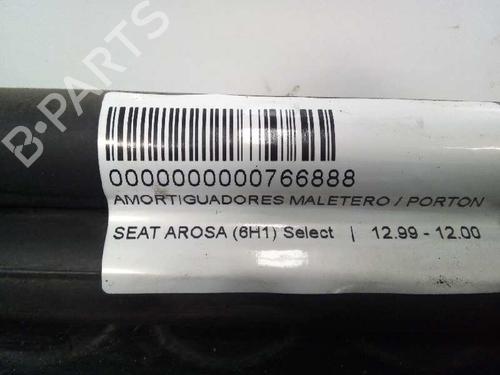 B-PARTS
0000000000766888
AMORTIGUADORES MALETERO / PORTON
SEAT AROSA (6H1) Select | 12.99 - 12.00